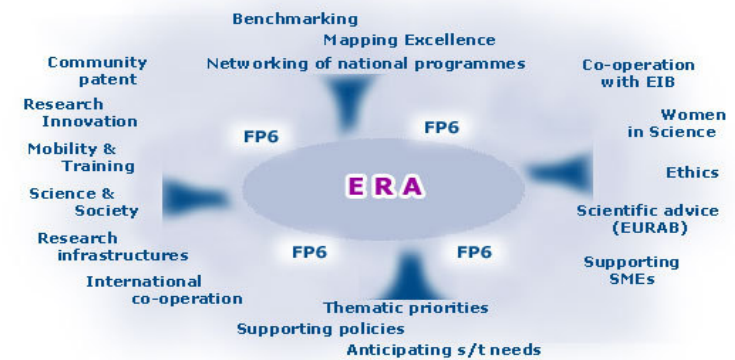 Benchmarking
Mapping Excellence
Networking of national programmes
Community
patent
Research
Innovation
Mobility &
Training
Science &
Society
Research
infrastructures
International
co-operation
Co-operation
with EIB
Women
in Science
Ethics
Scientific advice
(EURAB)
Supporting
SMEs
FP6
FP6
ERA
FP6
FP6
Thematic priorities
Supporting policies
Anticipating s/t needs